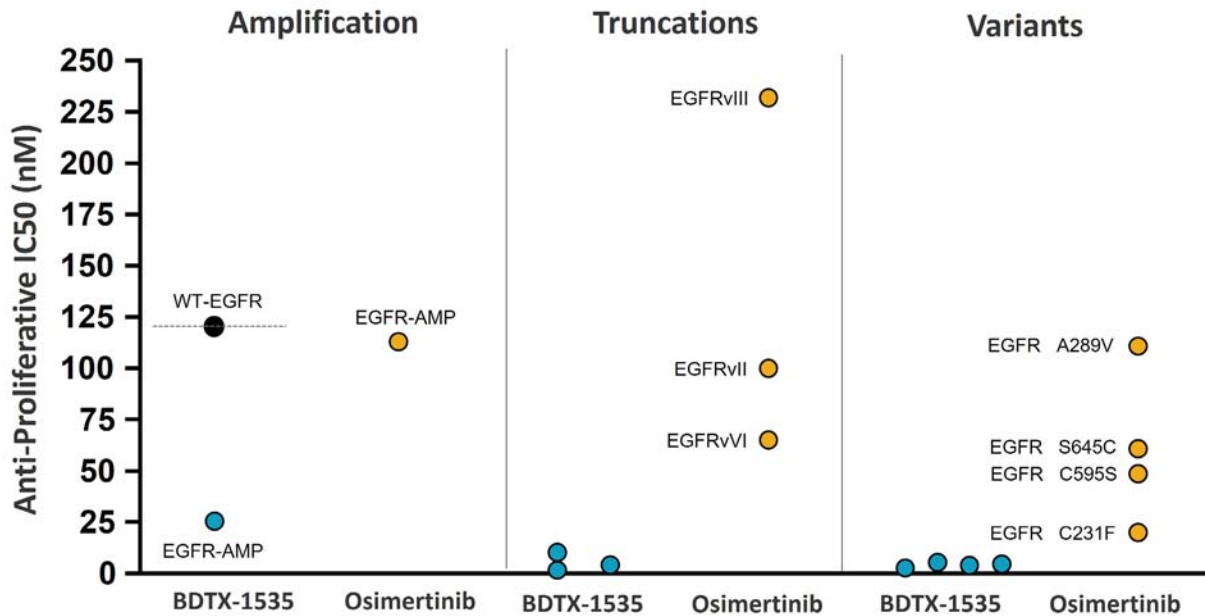 Amplification
Truncations
Variants
Anti-Proliferative IC50 (nM)
250
225
200
175
150
125
100
75
50
25
0
WT-EGFR
EGFR-AMP
EGFR-AMP
EGFRvIII
EGFRvII
EGFRvVI
EGFR A289V
EGFR S645C
EGFR C595S
EGFR C231F
BDTX-1535
Osimertinib
BDTX-1535
Osimertinib
BDTX-1535
Osimertinib